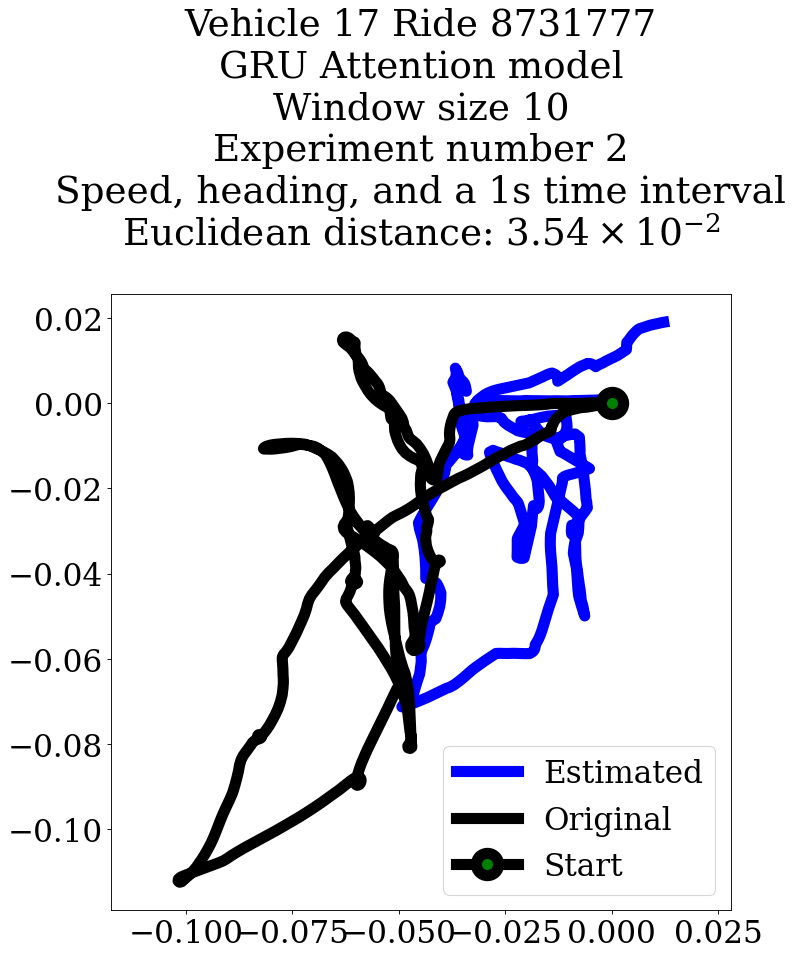 Vehicle 17 Ride 8731777
GRU Attention model
Window size 10
Experiment number 2
Speed, heading, and a 1s time interval
Euclidean distance: 3.54 × 10⁻²
0.02
0.00
−0.02
−0.04
−0.06
−0.08
−0.10
Estimated
Original
Start
−0.100 −0.075 −0.050 −0.025 0.000 0.025